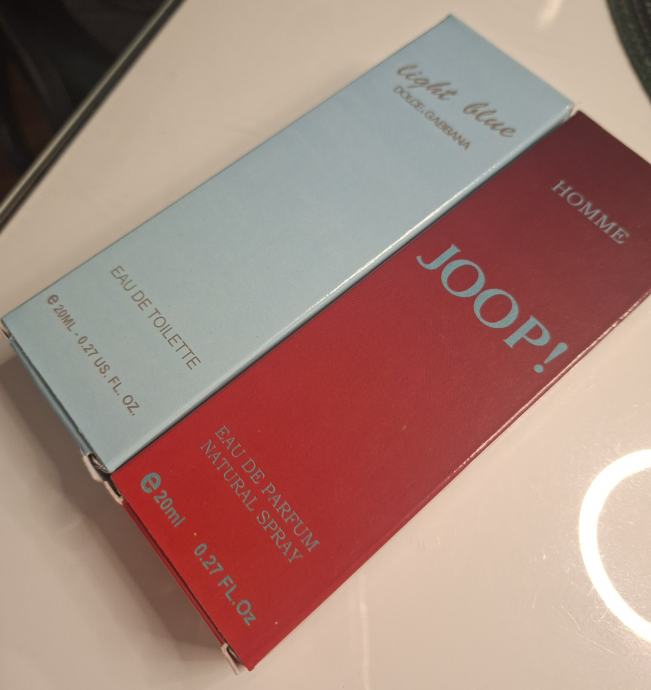 light blue
DOLCE & GABBANA
EAU DE TOILETTE
e 20ML - 0.27 US. FL. OZ.
HOMME
JOOP!
EAU DE PARFUM
NATURAL SPRAY
e 20ml 0.27 FL.Oz